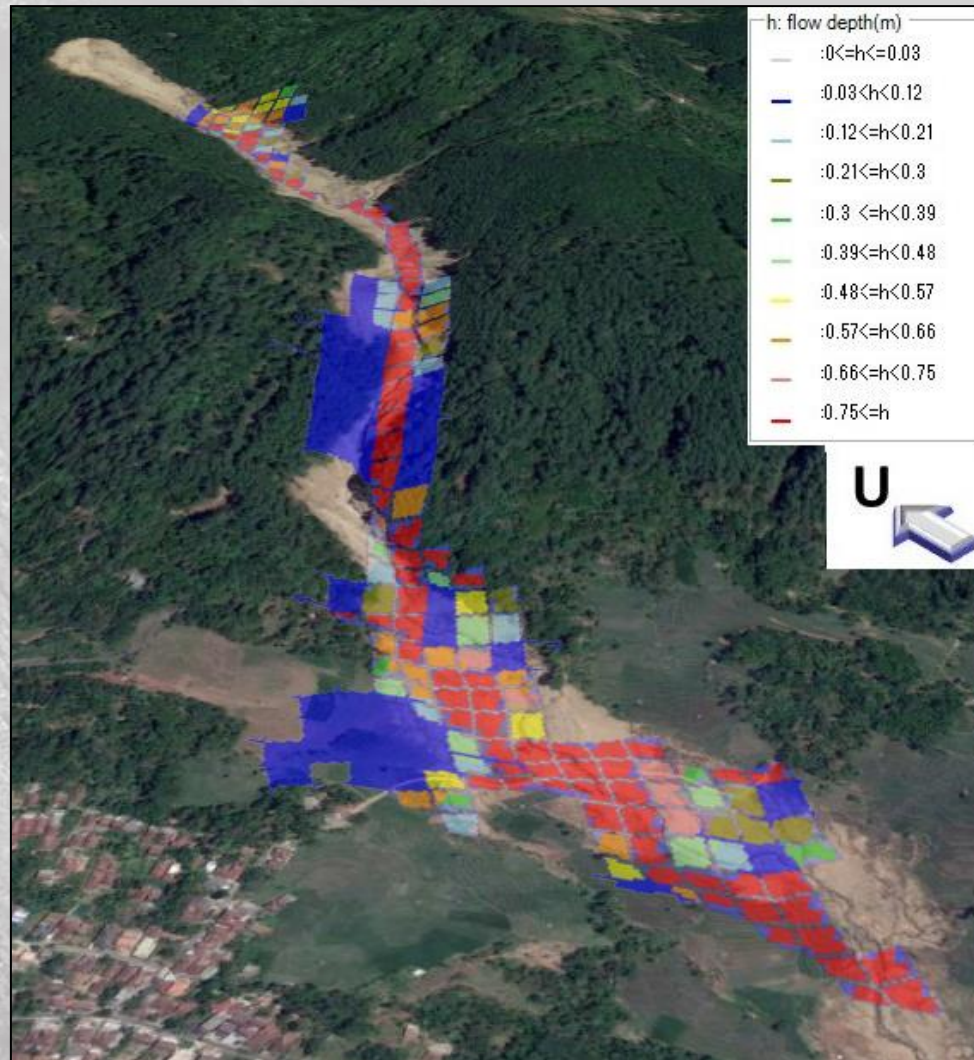 h: flow depth(m)
:0<=h<=0.03
:0.03<h<0.12
:0.12<=h<0.21
:0.21<=h<0.3
:0.3 <=h<0.39
:0.39<=h<0.48
:0.48<=h<0.57
:0.57<=h<0.66
:0.66<=h<0.75
:0.75<=h
U